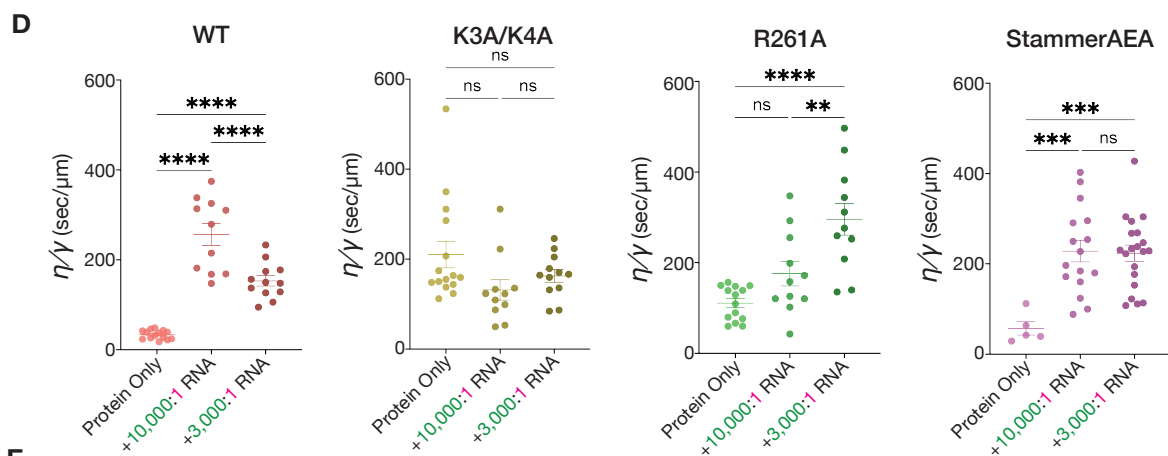 D
WT
K3A/K4A
R261A
StammerAEA
η/γ (sec/μm)
600
400
200
0
****
****
****
Protein Only
+10,000:1 RNA
+3,000:1 RNA
η/γ (sec/μm)
600
400
200
0
ns
ns
ns
Protein Only
+10,000:1 RNA
+3,000:1 RNA
η/γ (sec/μm)
600
400
200
0
****
ns
**
Protein Only
+10,000:1 RNA
+3,000:1 RNA
η/γ (sec/μm)
600
400
200
0
***
***
ns
Protein Only
+10,000:1 RNA
+3,000:1 RNA